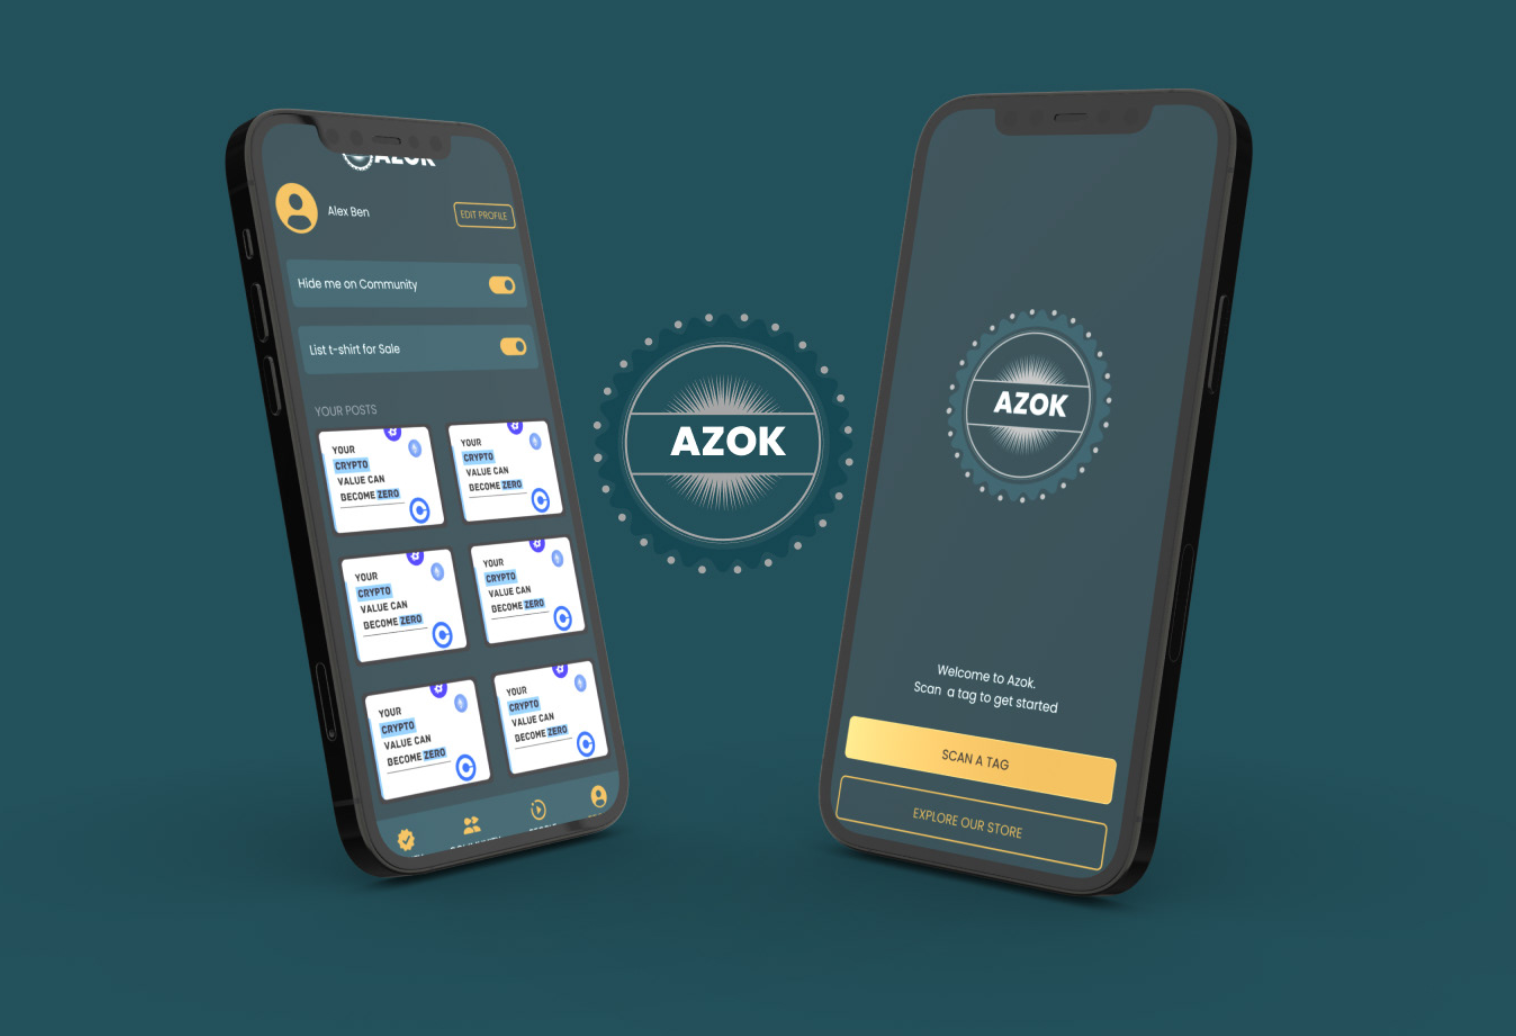 AZOK
Alex Ben
EDIT PROFILE
Hide me on Community
List t-shirt for Sale
YOUR POSTS
YOUR
CRYPTO
VALUE CAN
BECOME ZERO
YOUR
CRYPTO
VALUE CAN
BECOME ZERO
YOUR
CRYPTO
VALUE CAN
BECOME ZERO
YOUR
CRYPTO
VALUE CAN
BECOME ZERO
YOUR
CRYPTO
VALUE CAN
BECOME ZERO
YOUR
CRYPTO
VALUE CAN
BECOME ZERO
AZOK
AZOK
Welcome to Azok.
Scan a tag to get started
SCAN A TAG
EXPLORE OUR STORE